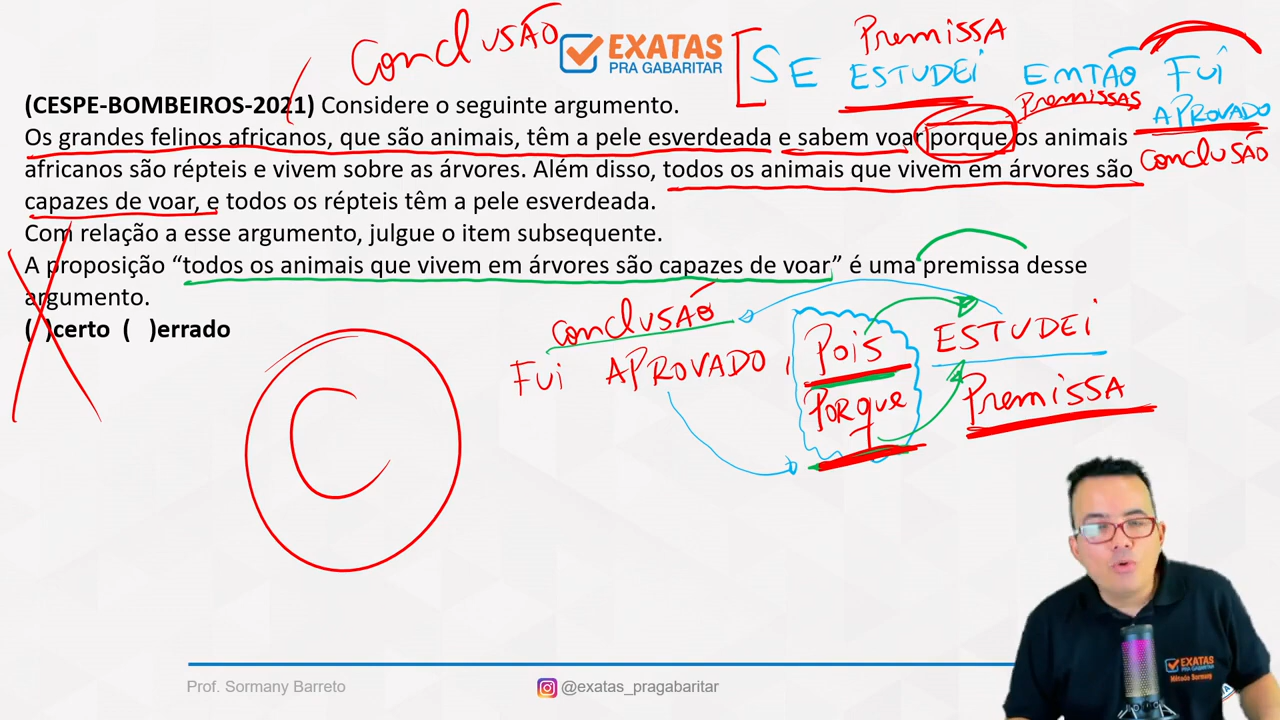 Conclusão
EXATAS
PRA GABARITAR
Premissa
SE ESTUDEI ENTÃO FUI
APROVADO
Premissas
Conclusão
(CESPE-BOMBEIROS-2021) Considere o seguinte argumento.
Os grandes felinos africanos, que são animais, têm a pele esverdeada e sabem voar porque os animais
africanos são répteis e vivem sobre as árvores. Além disso, todos os animais que vivem em árvores são
capazes de voar, e todos os répteis têm a pele esverdeada.
Com relação a esse argumento, julgue o item subsequente.
A proposição “todos os animais que vivem em árvores são capazes de voar” é uma premissa desse
argumento.
( )certo ( )errado
Conclusão
FUI APROVADO, POIS ESTUDEI
PORQUE Premissa
C
EXATAS
PRA GABARITAR
Método Sormany
Prof. Sormany Barreto
@exatas_pragabaritar